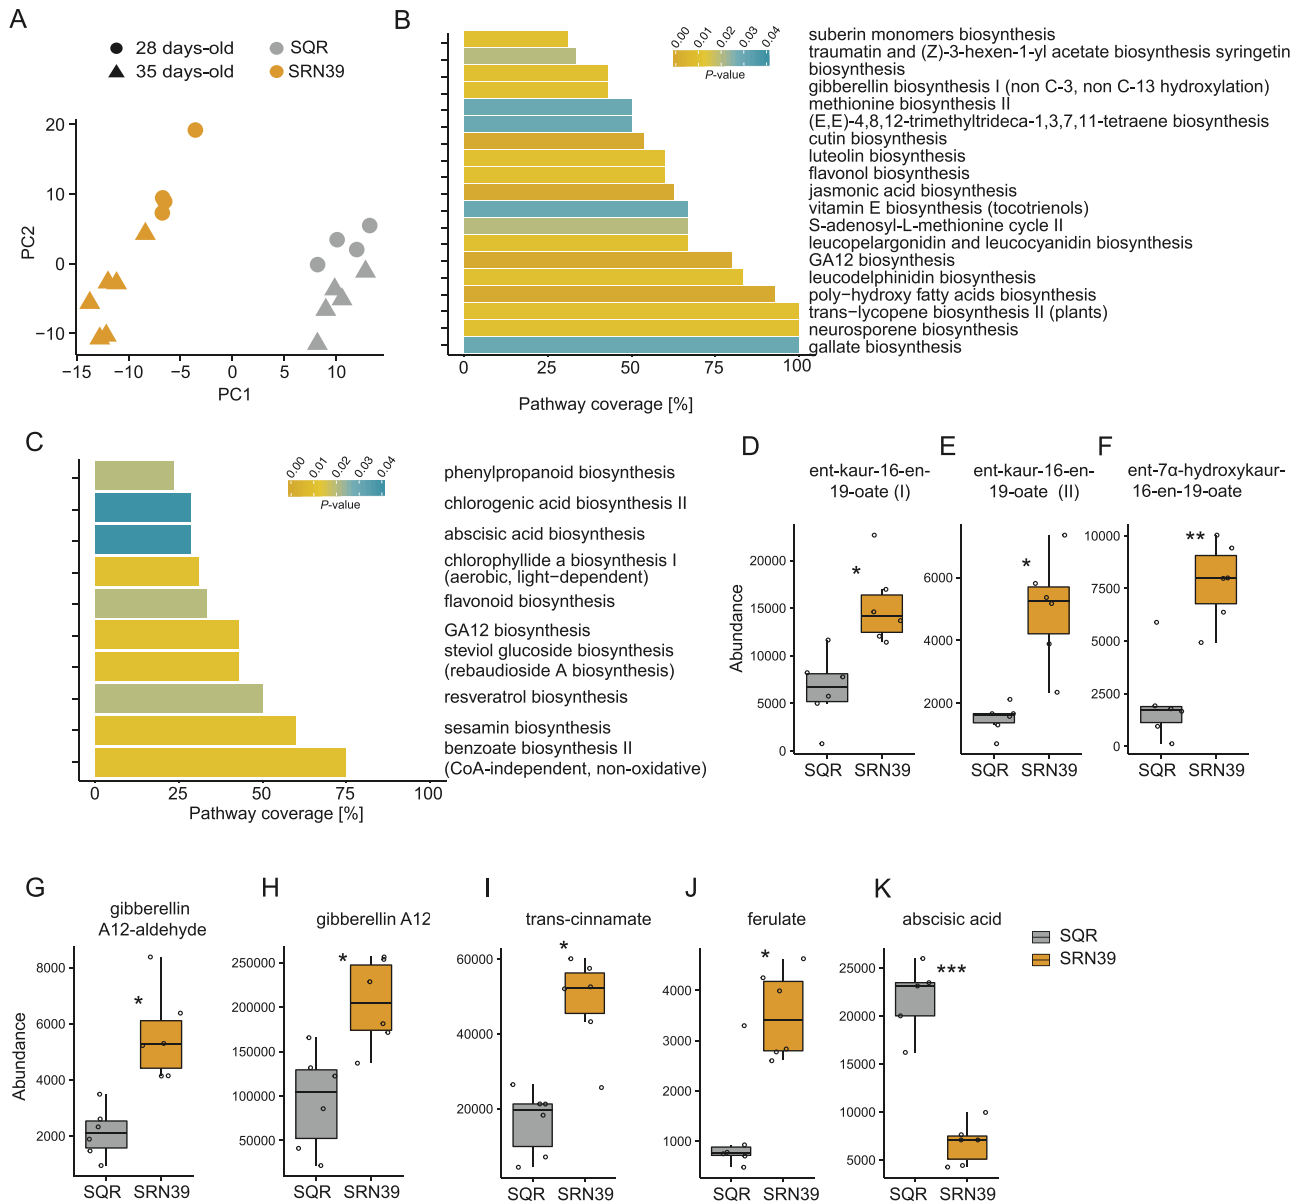 A
28 days-old
SQR
35 days-old
SRN39
20
10
0
−10
PC2
−15
−10
−5
0
5
10
PC1
B
0.00
0.01
0.02
0.03
0.04
P-value
suberin monomers biosynthesis
traumatin and (Z)-3-hexen-1-yl acetate biosynthesis syringetin
biosynthesis
gibberellin biosynthesis I (non C-3, non C-13 hydroxylation)
methionine biosynthesis II
(E,E)-4,8,12-trimethyltrideca-1,3,7,11-tetraene biosynthesis
cutin biosynthesis
luteolin biosynthesis
flavonol biosynthesis
jasmonic acid biosynthesis
vitamin E biosynthesis (tocotrienols)
S-adenosyl-L-methionine cycle II
leucopelargonidin and leucocyanidin biosynthesis
GA12 biosynthesis
leucodelphinidin biosynthesis
poly−hydroxy fatty acids biosynthesis
trans-lycopene biosynthesis II (plants)
neurosporene biosynthesis
gallate biosynthesis
0
25
50
75
100
Pathway coverage [%]
C
0.00
0.01
0.02
0.03
0.04
P-value
phenylpropanoid biosynthesis
chlorogenic acid biosynthesis II
abscisic acid biosynthesis
chlorophyllide a biosynthesis I
(aerobic, light−dependent)
flavonoid biosynthesis
GA12 biosynthesis
steviol glucoside biosynthesis
(rebaudioside A biosynthesis)
resveratrol biosynthesis
sesamin biosynthesis
benzoate biosynthesis II
(CoA-independent, non-oxidative)
0
25
50
75
100
Pathway coverage [%]
D
ent-kaur-16-en-
19-oate (I)
Abundance
20000
15000
10000
5000
0
*
SQR
SRN39
E
ent-kaur-16-en-
19-oate (II)
6000
4000
2000
*
SQR
SRN39
F
ent-7α-hydroxykaur-
16-en-19-oate
10000
7500
5000
2500
0
**
SQR
SRN39
G
gibberellin
A12-aldehyde
Abundance
8000
6000
4000
2000
*
SQR
SRN39
H
gibberellin A12
250000
200000
150000
100000
50000
*
SQR
SRN39
I
trans-cinnamate
60000
40000
20000
*
SQR
SRN39
J
ferulate
4000
3000
2000
1000
*
SQR
SRN39
K
abscisic acid
25000
20000
15000
10000
5000
***
SQR
SRN39
SQR
SRN39